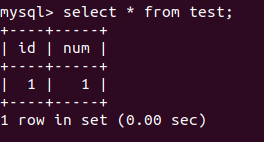 mysql> select * from test;
+----+-----+
| id | num |
+----+-----+
|  1 |   1 |
+----+-----+
1 row in set (0.00 sec)